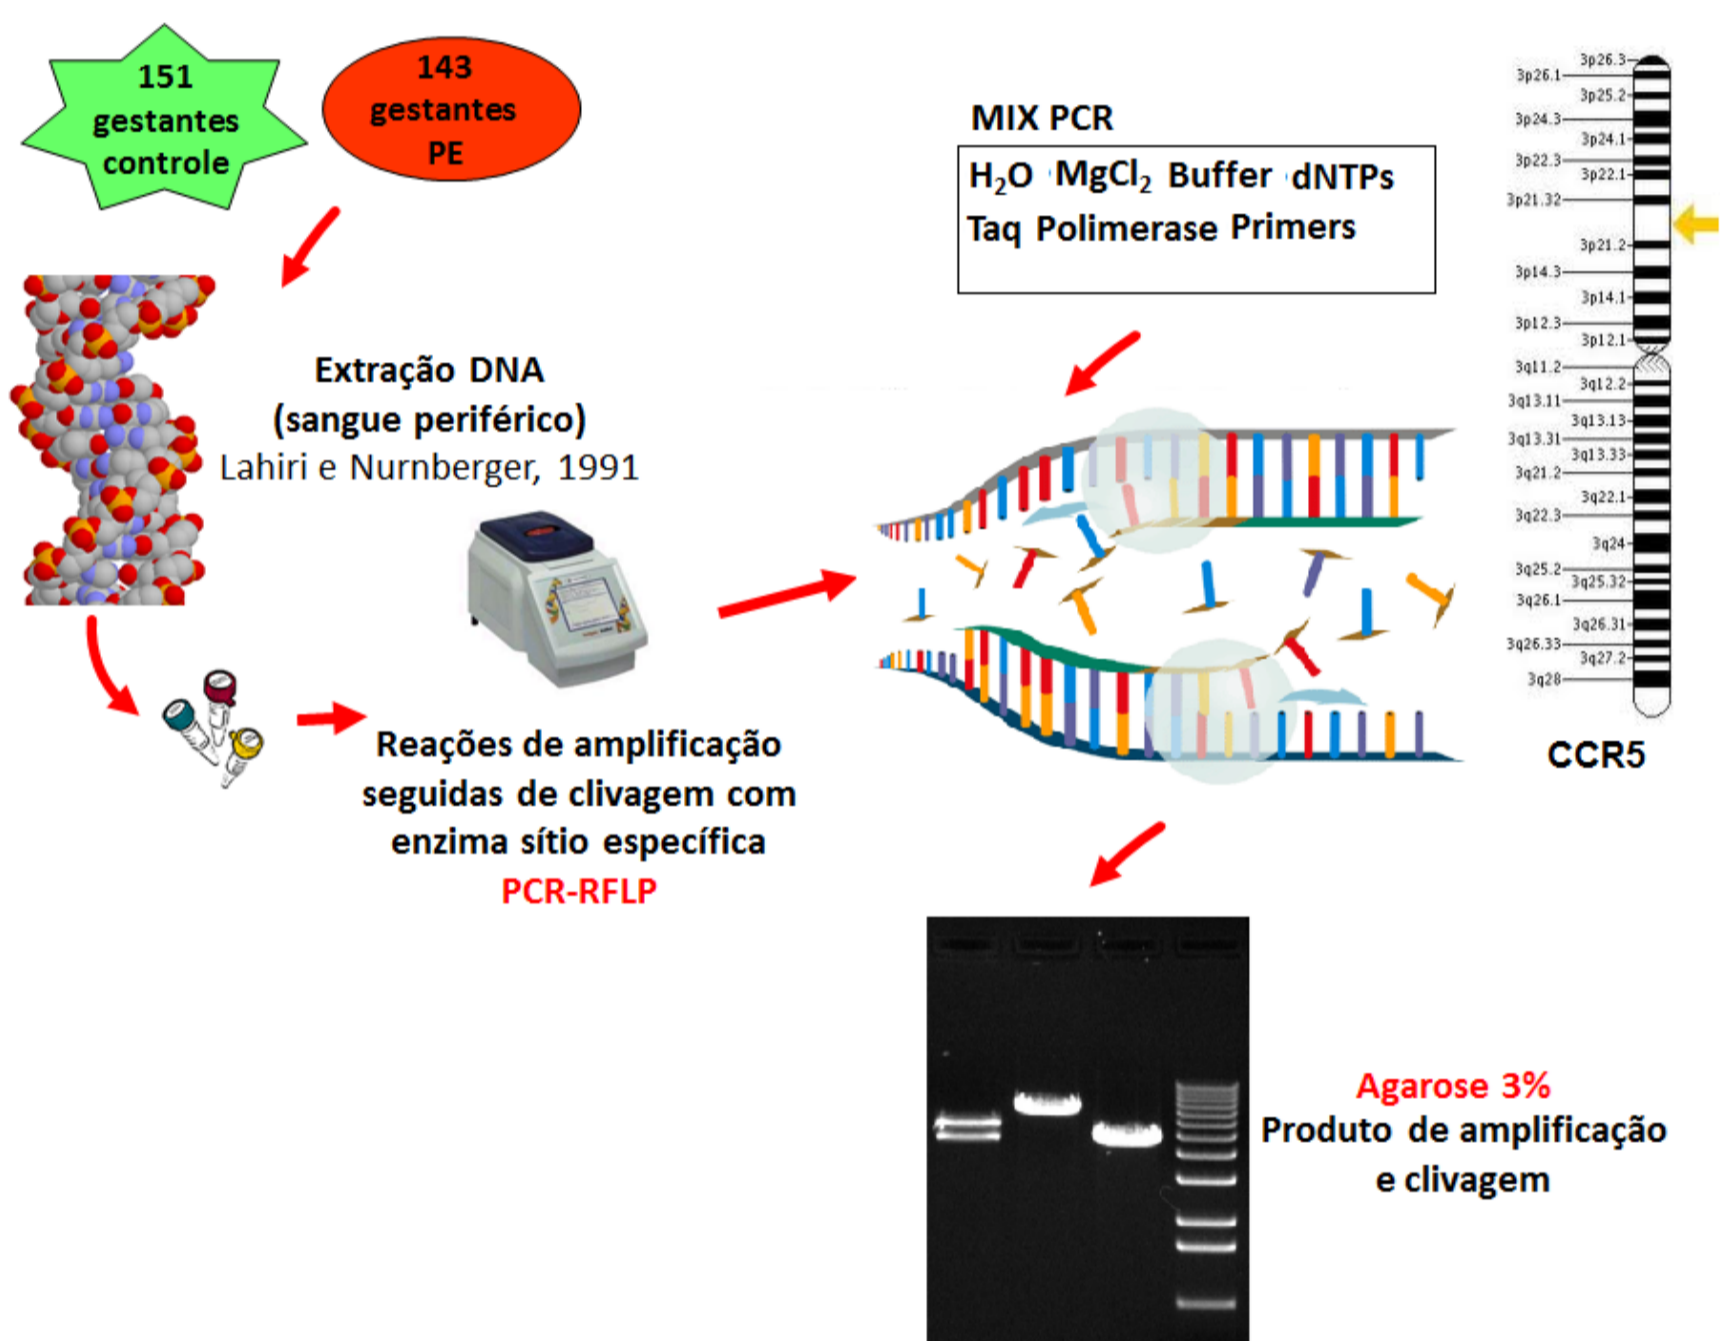 151
gestantes
controle
143
gestantes
PE
Extração DNA
(sangue periférico)
Lahiri e Nurnberger, 1991
Reações de amplificação
seguidas de clivagem com
enzima sítio específica
PCR-RFLP
MIX PCR
H₂O MgCl₂ Buffer dNTPs
Taq Polimerase Primers
3p26.3
3p26.1
3p25.2
3p24.3
3p24.1
3p22.3
3p22.1
3p21.32
3p21.2
3p14.3
3p14.1
3p12.3
3p12.1
3q11.2
3q12.2
3q13.11
3q13.13
3q13.31
3q13.33
3q21.2
3q22.1
3q22.3
3q24
3q25.2
3q25.32
3q26.1
3q26.31
3q26.33
3q27.2
3q28
CCR5
Agarose 3%
Produto de amplificação
e clivagem